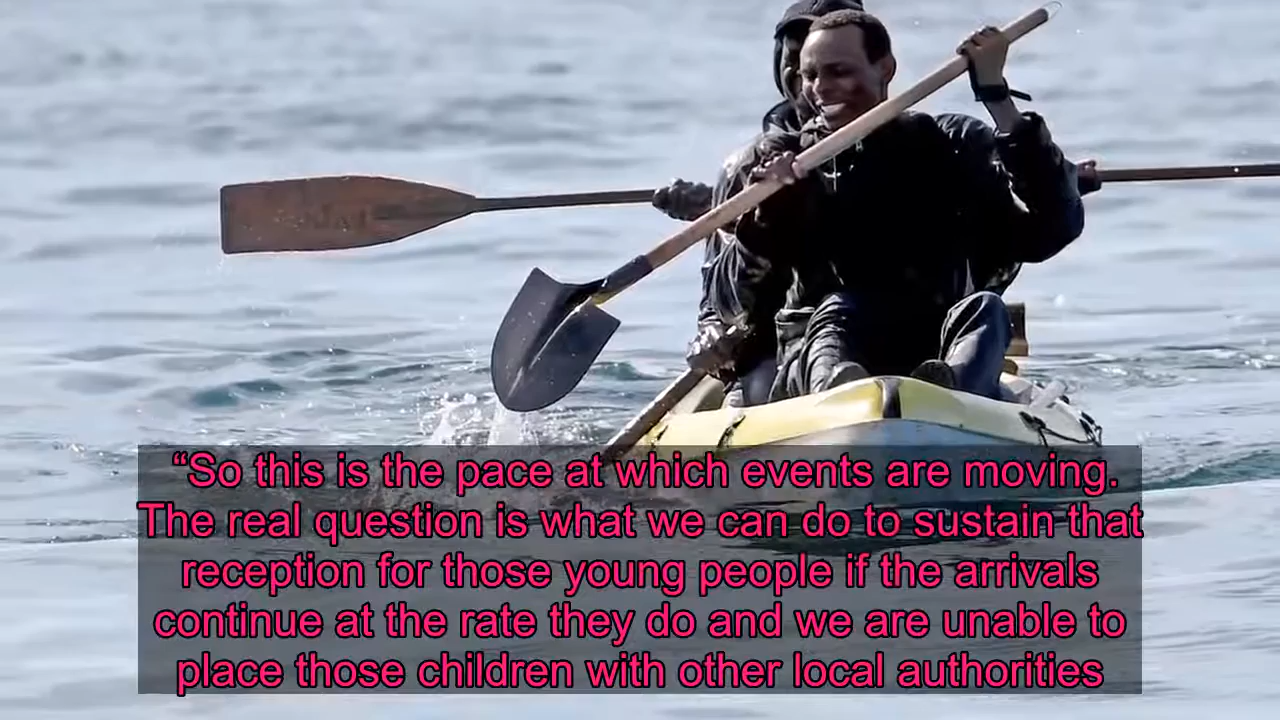 “So this is the pace at which events are moving.
The real question is what we can do to sustain that
reception for those young people if the arrivals
continue at the rate they do and we are unable to
place those children with other local authorities